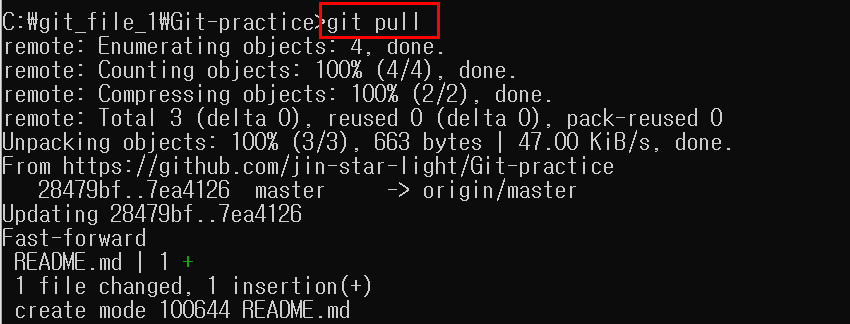 C:₩git_file_1₩Git-practice>git pull
remote: Enumerating objects: 4, done.
remote: Counting objects: 100% (4/4), done.
remote: Compressing objects: 100% (2/2), done.
remote: Total 3 (delta 0), reused 0 (delta 0), pack-reused 0
Unpacking objects: 100% (3/3), 663 bytes | 47.00 KiB/s, done.
From https://github.com/jin-star-light/Git-practice
   28479bf..7ea4126  master     -> origin/master
Updating 28479bf..7ea4126
Fast-forward
 README.md | 1 +
 1 file changed, 1 insertion(+)
 create mode 100644 README.md